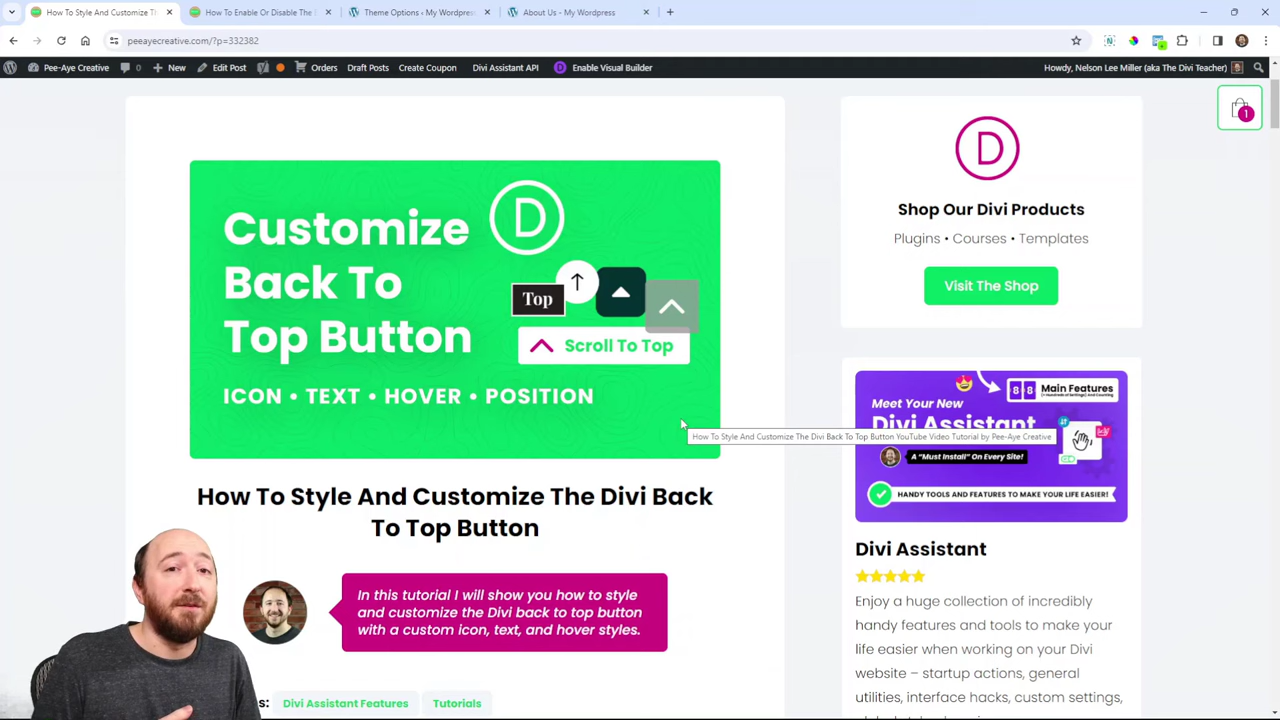 How To Style And Customize Th
How To Enable Or Disable The
Theme Options ‹ My Wordpres
About Us - My Wordpress
peeayecreative.com/?p=332382
Pee-Aye Creative
0
New
Edit Post
Orders
Draft Posts
Create Coupon
Divi Assistant API
Enable Visual Builder
Howdy, Nelson Lee Miller (aka The Divi Teacher)
1
Customize
Back To
Top Button
D
Top
Scroll To Top
ICON • TEXT • HOVER • POSITION
How To Style And Customize The Divi Back To Top Button YouTube Video Tutorial by Pee-Aye Creative
How To Style And Customize The Divi Back
To Top Button
In this tutorial I will show you how to style
and customize the Divi back to top button
with a custom icon, text, and hover styles.
s:
Divi Assistant Features
Tutorials
D
Shop Our Divi Products
Plugins • Courses • Templates
Visit The Shop
Meet Your New
Divi Assistant
88
Main Features
A "Must Install" On Every Site!
HANDY TOOLS AND FEATURES TO MAKE YOUR LIFE EASIER!
Divi Assistant
Enjoy a huge collection of incredibly
handy features and tools to make your
life easier when working on your Divi
website – startup actions, general
utilities, interface hacks, custom settings,